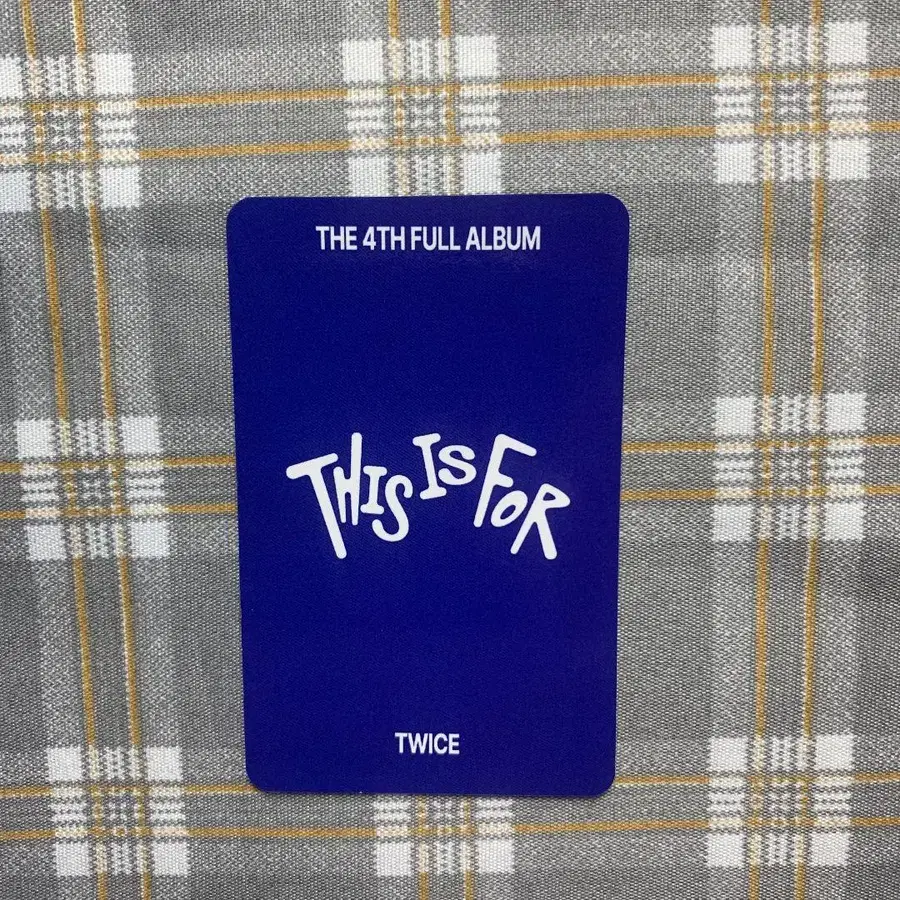 THE 4TH FULL ALBUM
THIS IS FOR
TWICE